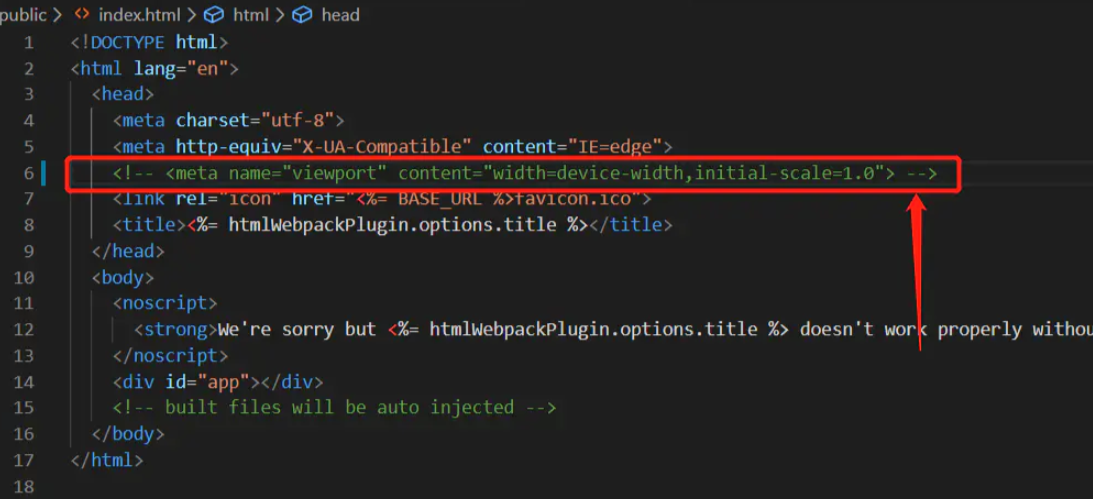 public > index.html > html > head
1 <!DOCTYPE html>
2 <html lang="en">
3 <head>
4 <meta charset="utf-8">
5 <meta http-equiv="X-UA-Compatible" content="IE=edge">
6 <!-- <meta name="viewport" content="width=device-width,initial-scale=1.0"> -->
7 <link rel="icon" href="<%= BASE_URL %>favicon.ico">
8 <title><%= htmlWebpackPlugin.options.title %></title>
9 </head>
10 <body>
11 <noscript>
12 <strong>We're sorry but <%= htmlWebpackPlugin.options.title %> doesn't work properly withou
13 </noscript>
14 <div id="app"></div>
15 <!-- built files will be auto injected -->
16 </body>
17 </html>
18